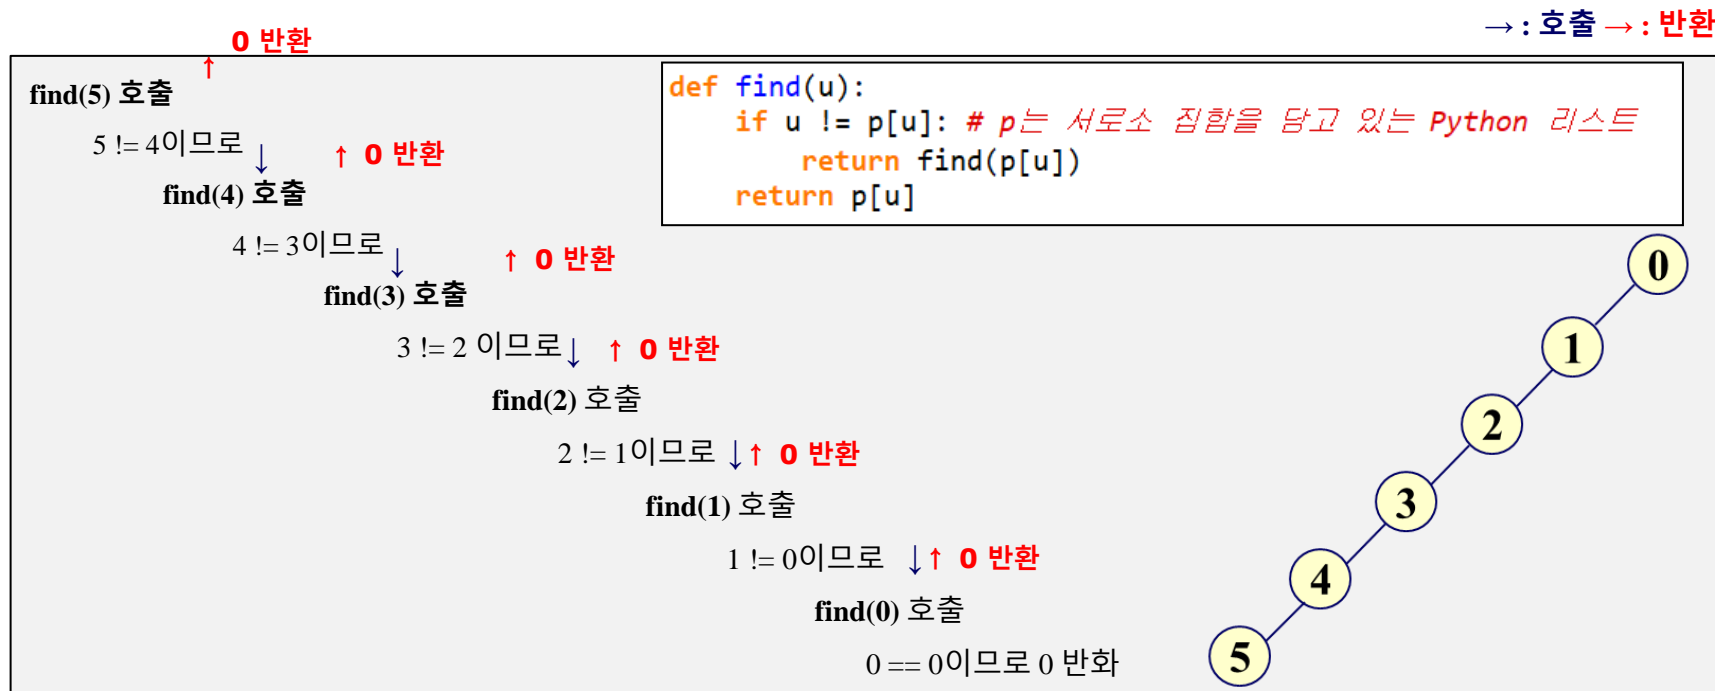 → : 호출 → : 반환
0 반환
↑
find(5) 호출
5 != 4이므로 ↓ ↑ 0 반환
find(4) 호출
4 != 3이므로 ↓ ↑ 0 반환
find(3) 호출
3 != 2 이므로 ↓ ↑ 0 반환
find(2) 호출
2 != 1이므로 ↓ ↑ 0 반환
find(1) 호출
1 != 0이므로 ↓ ↑ 0 반환
find(0) 호출
0 == 0이므로 0 반화
def find(u):
    if u != p[u]: # p는 서로소 집합을 담고 있는 Python 리스트
        return find(p[u])
    return p[u]
0
1
2
3
4
5